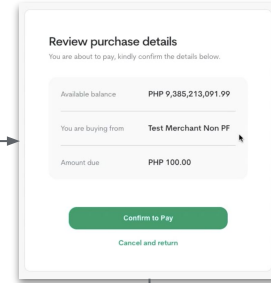 Review purchase details
You are about to pay, kindly confirm the details below.
Available balance PHP 9,385,213,091.99
You are buying from Test Merchant Non PF
Amount due PHP 100.00
Confirm to Pay
Cancel and return